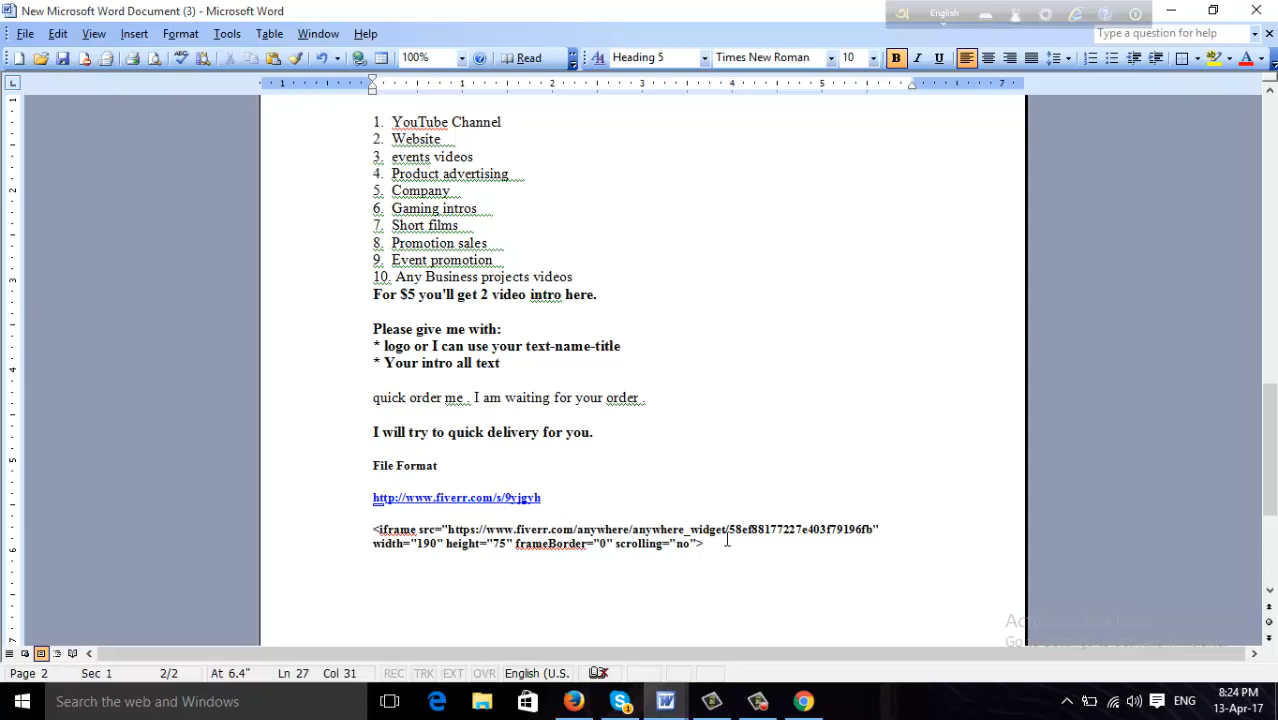 New Microsoft Word Document (3) - Microsoft Word
English
File Edit View Insert Format Tools Table Window Help
Type a question for help
100% Read Heading 5 Times New Roman 10 B I U
1 1 2 3 4 5 7
1. YouTube Channel
2. Website
3. events videos
4. Product advertising
5. Company
6. Gaming intros
7. Short films
8. Promotion sales
9. Event promotion
10. Any Business projects videos
For $5 you'll get 2 video intro here.
Please give me with:
* logo or I can use your text-name-title
* Your intro all text
quick order me . I am waiting for your order .
I will try to quick delivery for you.
File Format
http://www.fiverr.com/s/9yjgyh
<iframe src="https://www.fiverr.com/anywhere/anywhere_widget/58ef88177227e403f79196fb"
width="190" height="75" frameBorder="0" scrolling="no">
Page 2 Sec 1 2/2 At 6.4" Ln 27 Col 31 REC TRK EXT OVR English (U.S.
Search the web and Windows
ENG
8:24 PM
13-Apr-17